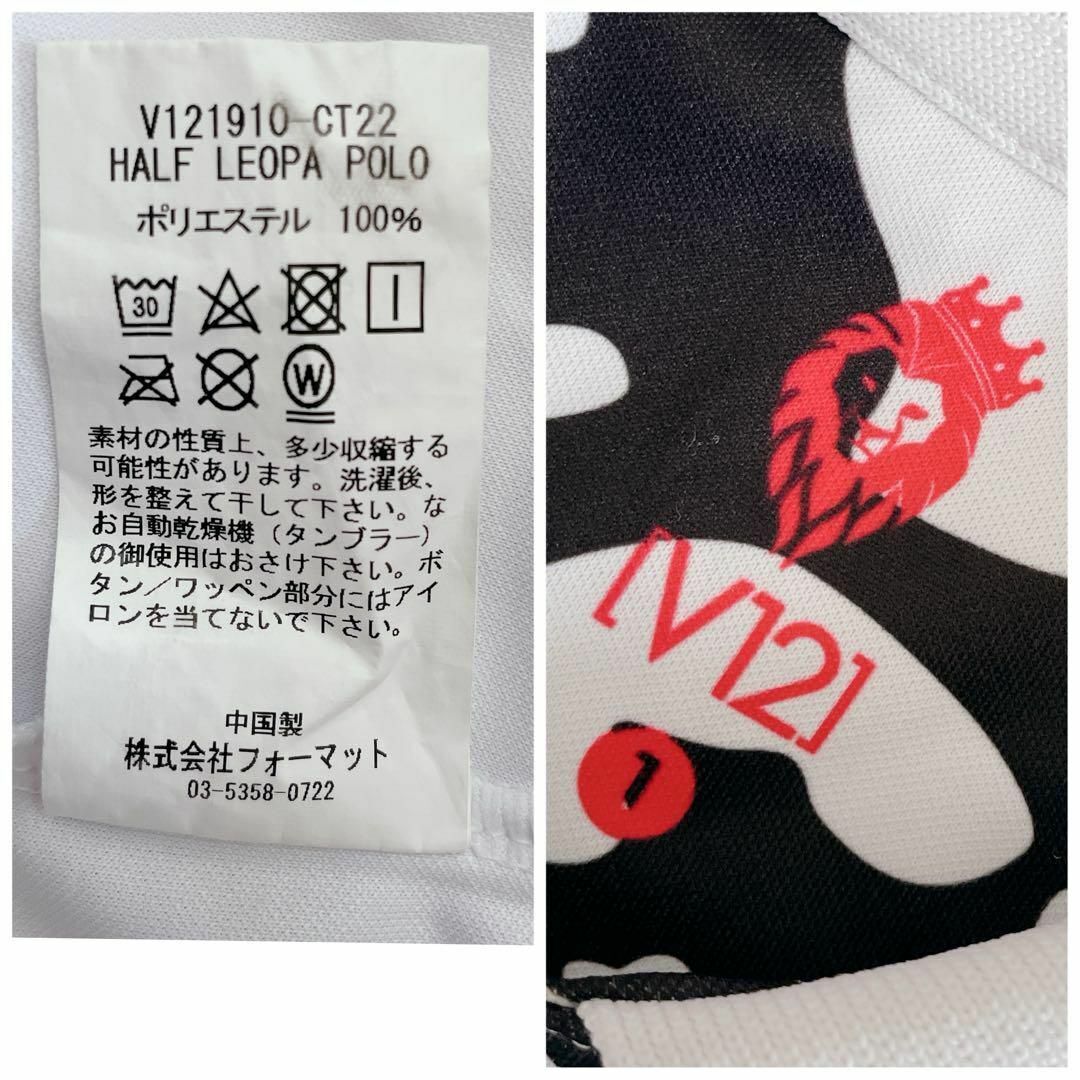 V121910-CT22
HALF LEOPA POLO
ポリエステル 100%
30
W
素材の性質上、多少収縮する
可能性があります。洗濯後、
形を整えて干して下さい。な
お自動乾燥機（タンブラー）
の御使用はおさけ下さい。ボ
タン／ワッペン部分にはアイ
ロンを当てないで下さい。
中国製
株式会社フォーマット
03-5358-0722
[V12]
1